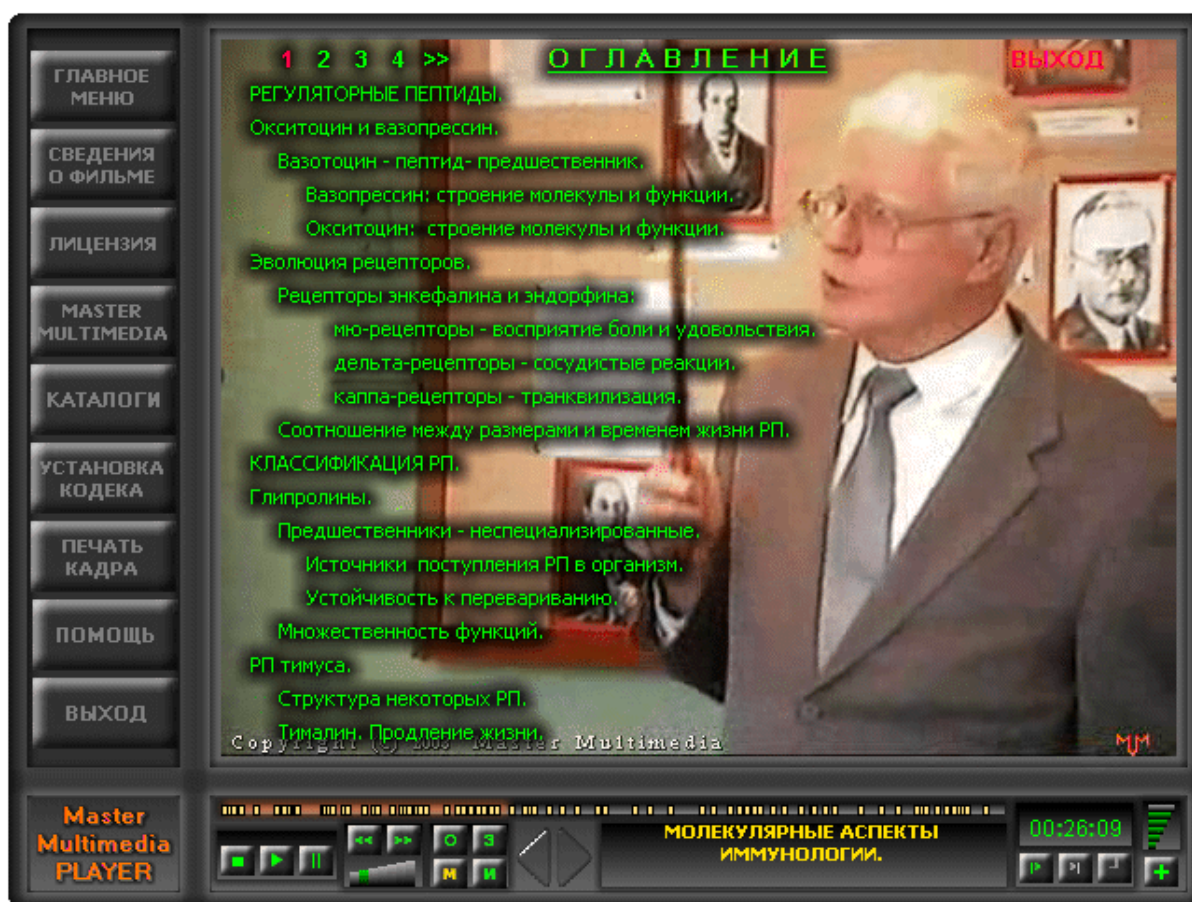 ГЛАВНОЕ
МЕНЮ
СВЕДЕНИЯ
О ФИЛЬМЕ
ЛИЦЕНЗИЯ
MASTER
MULTIMEDIA
КАТАЛОГИ
УСТАНОВКА
КОДЕКА
ПЕЧАТЬ
КАДРА
ПОМОЩЬ
ВЫХОД
1 2 3 4 >> ОГЛАВЛЕНИЕ ВЫХОД
РЕГУЛЯТОРНЫЕ ПЕПТИДЫ.
Окситоцин и вазопрессин.
Вазотоцин - пептид- предшественник.
Вазопрессин: строение молекулы и функции.
Окситоцин: строение молекулы и функции.
Эволюция рецепторов.
Рецепторы энкефалина и эндорфина:
мю-рецепторы - восприятие боли и удовольствия.
дельта-рецепторы - сосудистые реакции.
каппа-рецепторы - транквилизация.
Соотношение между размерами и временем жизни РП.
КЛАССИФИКАЦИЯ РП.
Глипролины.
Предшественники - неспециализированные.
Источники поступления РП в организм.
Устойчивость к перевариванию.
Множественность функций.
РП тимуса.
Структура некоторых РП.
Тималин. Продление жизни.
Copyright (C) Master Multimedia
Master
Multimedia
PLAYER
<< >> О З
М И
МОЛЕКУЛЯРНЫЕ АСПЕКТЫ
ИММУНОЛОГИИ.
00:26:09